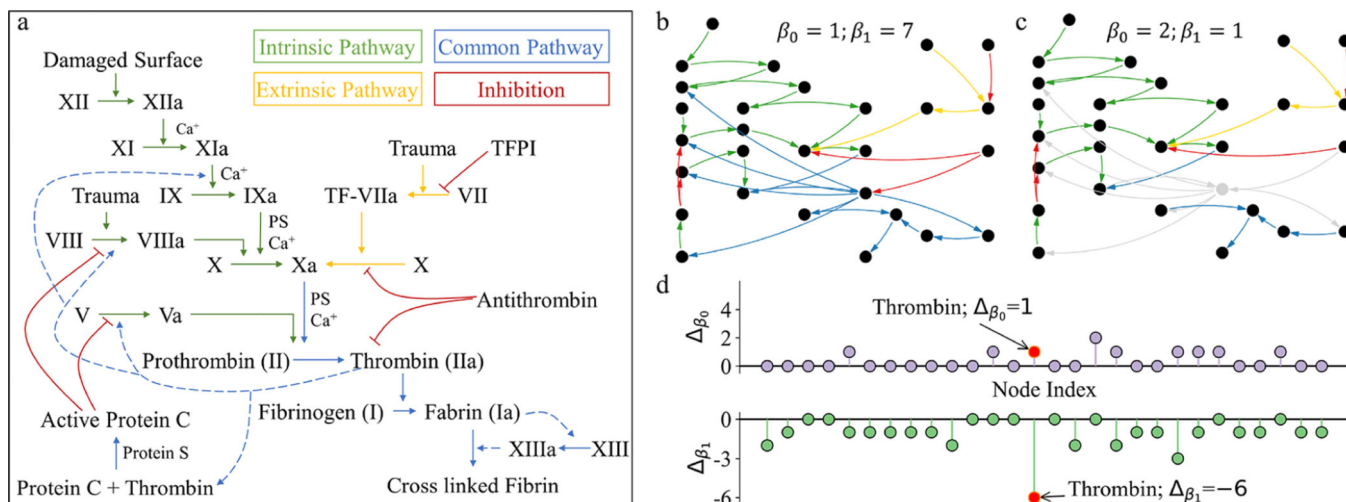 a
Intrinsic Pathway
Common Pathway
Extrinsic Pathway
Inhibition
Damaged Surface
XII
XIIa
Ca⁺
XI
XIa
Ca⁺
Trauma
IX
IXa
VIII
VIIIa
PS
Ca⁺
Trauma
TFPI
TF-VIIa
VII
X
Xa
X
Antithrombin
PS
Ca⁺
V
Va
Prothrombin (II)
Thrombin (IIa)
Fibrinogen (I)
Fabrin (Ia)
Active Protein C
Protein S
XIIIa
XIII
Protein C + Thrombin
Cross linked Fibrin
b
β₀ = 1; β₁ = 7
c
β₀ = 2; β₁ = 1
d
Δβ₀
4
2
0
Thrombin; Δβ₀=1
Node Index
Δβ₁
0
-3
-6
Thrombin; Δβ₁=−6